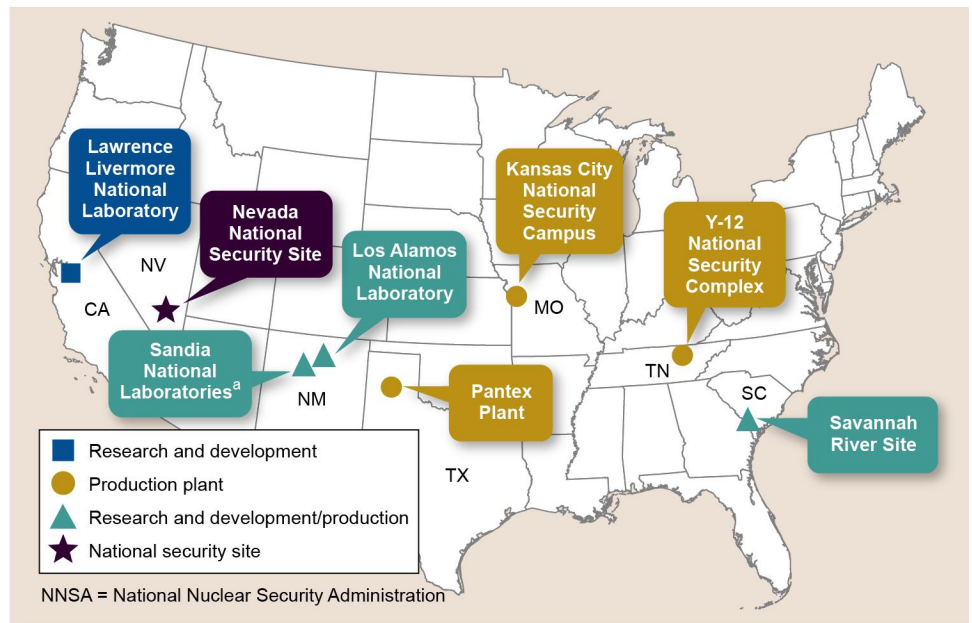 Lawrence
Livermore
National
Laboratory
Nevada
National
Security Site
Los Alamos
National
Laboratory
Kansas City
National
Security
Campus
Y-12
National
Security
Complex
NV
CA
MO
Sandia
National
Laboratoriesᵃ
NM
Pantex
Plant
TN
SC
Savannah
River Site
TX
Research and development
Production plant
Research and development/production
National security site
NNSA = National Nuclear Security Administration